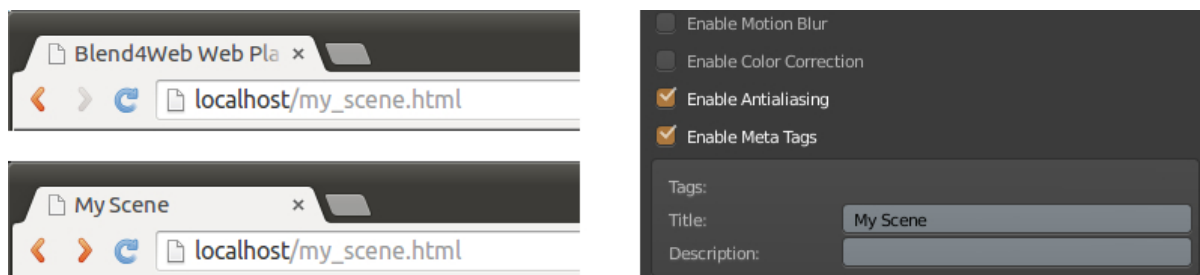 Blend4Web Web Pla ×
localhost/my_scene.html
My Scene ×
localhost/my_scene.html
Enable Motion Blur
Enable Color Correction
Enable Antialiasing
Enable Meta Tags
Tags:
Title: My Scene
Description: